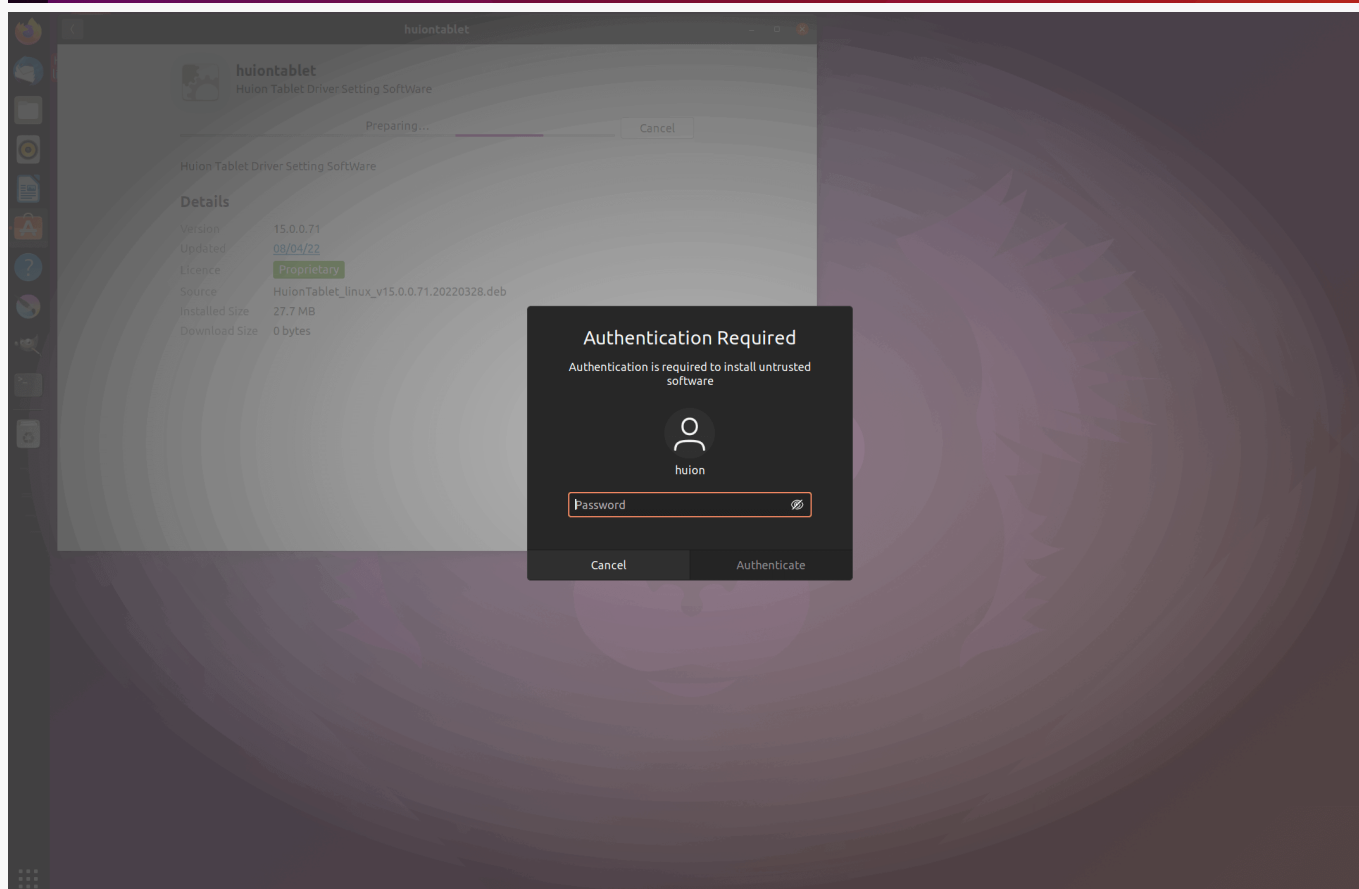 huiontablet
huiontablet
Huion Tablet Driver Setting SoftWare
Preparing...
Cancel
Huion Tablet Driver Setting SoftWare
Details
Version 15.0.0.71
Updated 08/04/22
Licence Proprietary
Source HuionTablet_linux_v15.0.0.71.20220328.deb
Installed Size 27.7 MB
Download Size 0 bytes
Authentication Required
Authentication is required to install untrusted
software
huion
Password
Cancel Authenticate